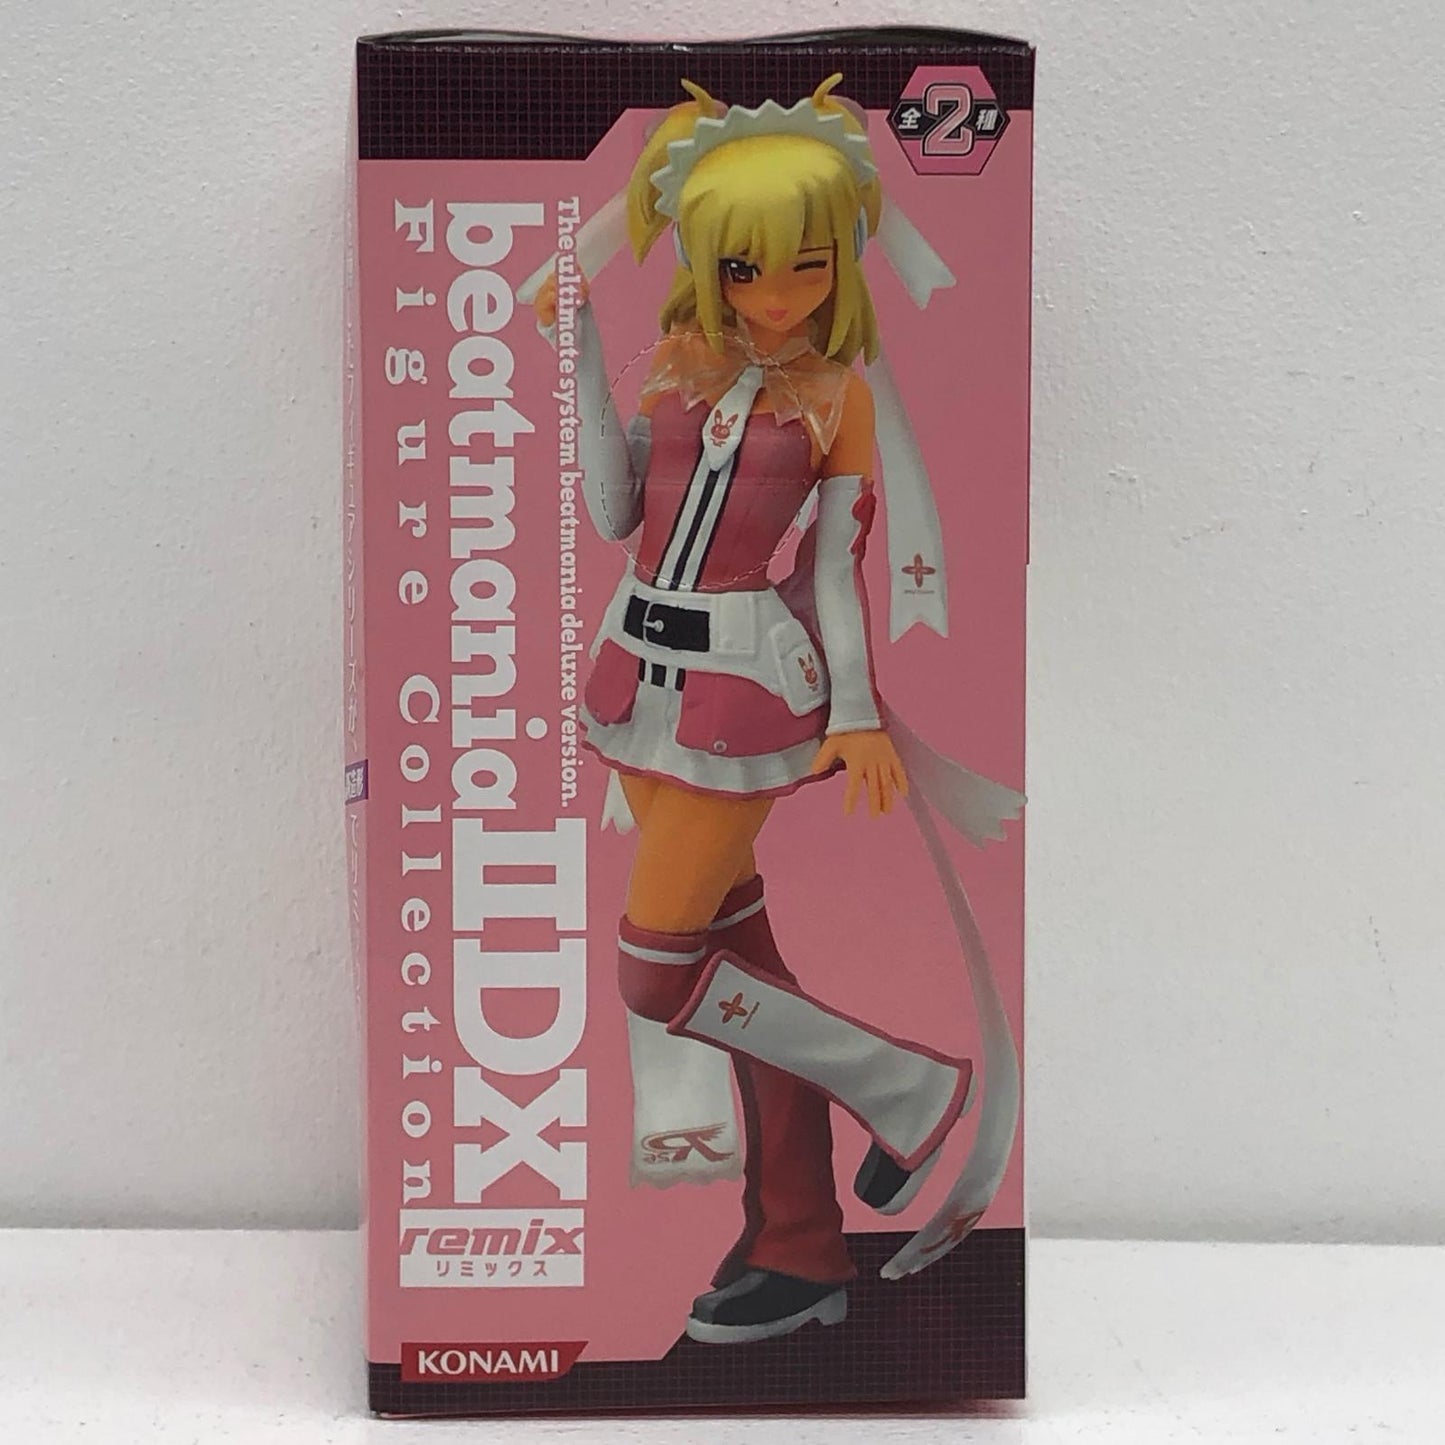 全2種
The ultimate system beatmania deluxe version.
beatmania IIDX
Figure Collection
remix
リミックス
KONAMI